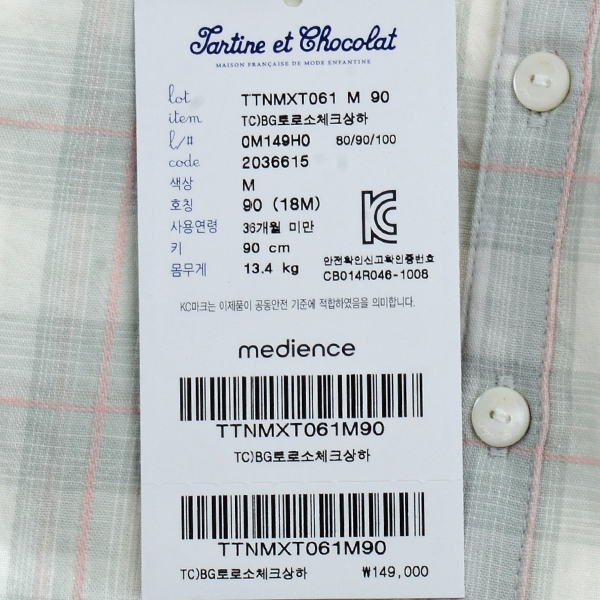 Tartine et Chocolat
MAISON FRANÇAISE DE MODE ENFANTINE
lot TTNMXT061 M 90
item TC)BG토로소체크상하
l/# 0M149H0 80/90/100
code 2036615
색상 M
호칭 90 (18M)
사용연령 36개월 미만
키 90 cm
몸무게 13.4 kg
안전확인신고확인증번호
CB014R046-1008
KC마크는 이제품이 공동안전 기준에 적합하였음을 의미합니다.
medience
TTNMXT061M90
TC)BG토로소체크상하
TTNMXT061M90
TC)BG토로소체크상하 ₩149,000